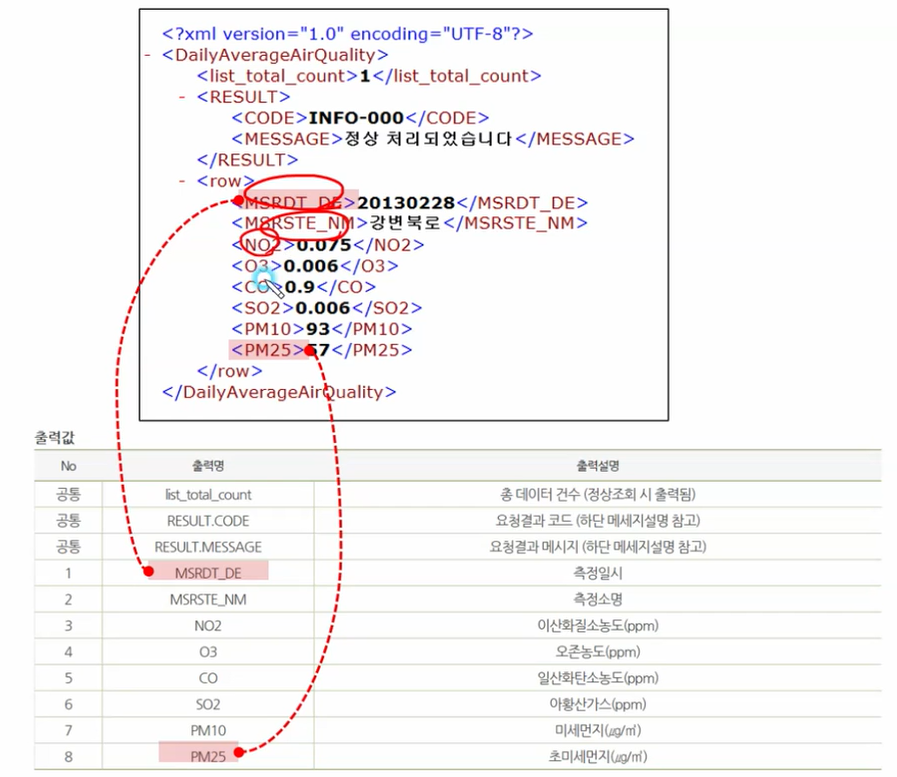 <?xml version="1.0" encoding="UTF-8"?>
- <DailyAverageAirQuality>
<list_total_count>1</list_total_count>
- <RESULT>
<CODE>INFO-000</CODE>
<MESSAGE>정상 처리되었습니다</MESSAGE>
</RESULT>
- <row>
<MSRDT_DE>20130228</MSRDT_DE>
<MSRSTE_NM>강변북로</MSRSTE_NM>
<NO2>0.075</NO2>
<O3>0.006</O3>
<CO>0.9</CO>
<SO2>0.006</SO2>
<PM10>93</PM10>
<PM25>57</PM25>
</row>
</DailyAverageAirQuality>
출력값
No 출력명 출력설명
공통 list_total_count 총 데이터 건수 (정상조회 시 출력됨)
공통 RESULT.CODE 요청결과 코드 (하단 메세지설명 참고)
공통 RESULT.MESSAGE 요청결과 메시지 (하단 메세지설명 참고)
1 MSRDT_DE 측정일시
2 MSRSTE_NM 측정소명
3 NO2 이산화질소농도(ppm)
4 O3 오존농도(ppm)
5 CO 일산화탄소농도(ppm)
6 SO2 아황산가스(ppm)
7 PM10 미세먼지(㎍/㎥)
8 PM25 초미세먼지(㎍/㎥)